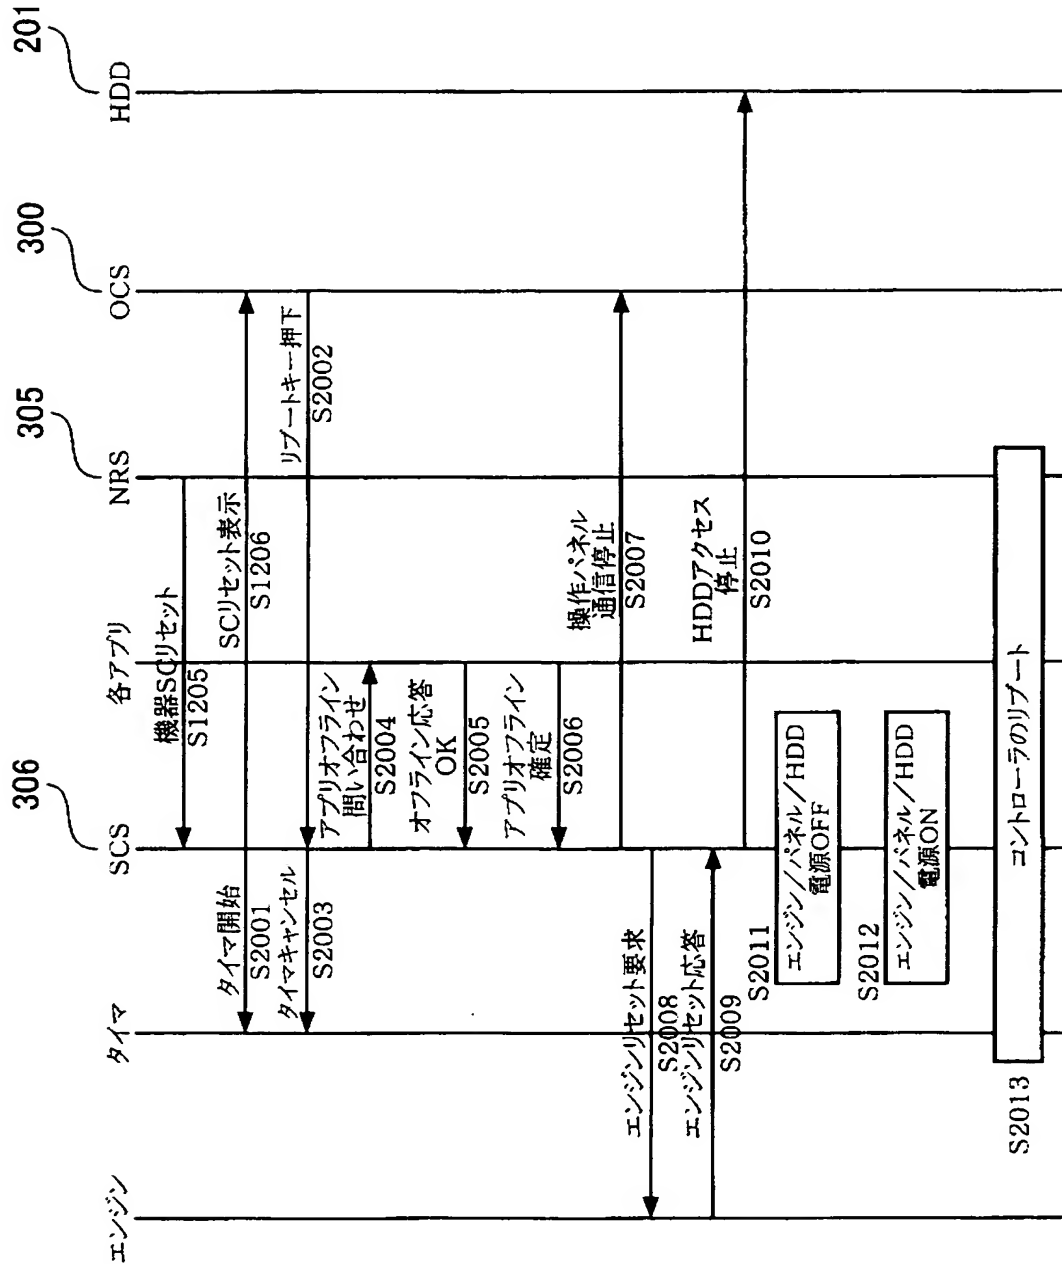 306
305
300
201
エンジン
タイマ
SCS
各アプリ
NRS
OCS
HDD
機器SCリセット
S1205
タイマ開始
S2001
SCリセット表示
S1206
タイマキャンセル
S2003
リブートキー押下
S2002
アプリオフライン
問い合わせ
S2004
オフライン応答
OK
S2005
アプリオフライン
確定
S2006
操作パネル
通信停止
S2007
エンジンリセット要求
S2008
エンジンリセット応答
S2009
HDDアクセス
停止
S2010
S2011
エンジン/パネル/HDD
電源OFF
S2012
エンジン/パネル/HDD
電源ON
S2013
コントローラのリブート